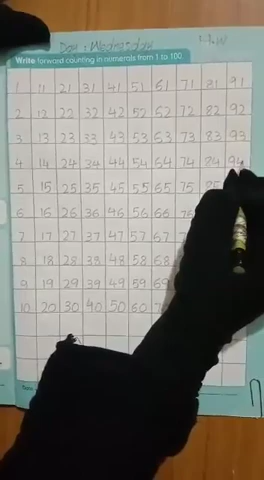 Day: Wednesday H.W
Write forward counting in numerals from 1 to 100
1 11 21 31 41 51 61 71 81 91
2 12 22 32 42 52 62 72 82 92
3 13 23 33 43 53 63 73 83 93
4 14 24 34 44 54 64 74 84 94
5 15 25 35 45 55 65 75 85
6 16 26 36 46 56 66 76
7 17 27 37 47 57 67
8 18 28 38 48 58 68
9 19 29 39 49 59 69
10 20 30 40 50 60